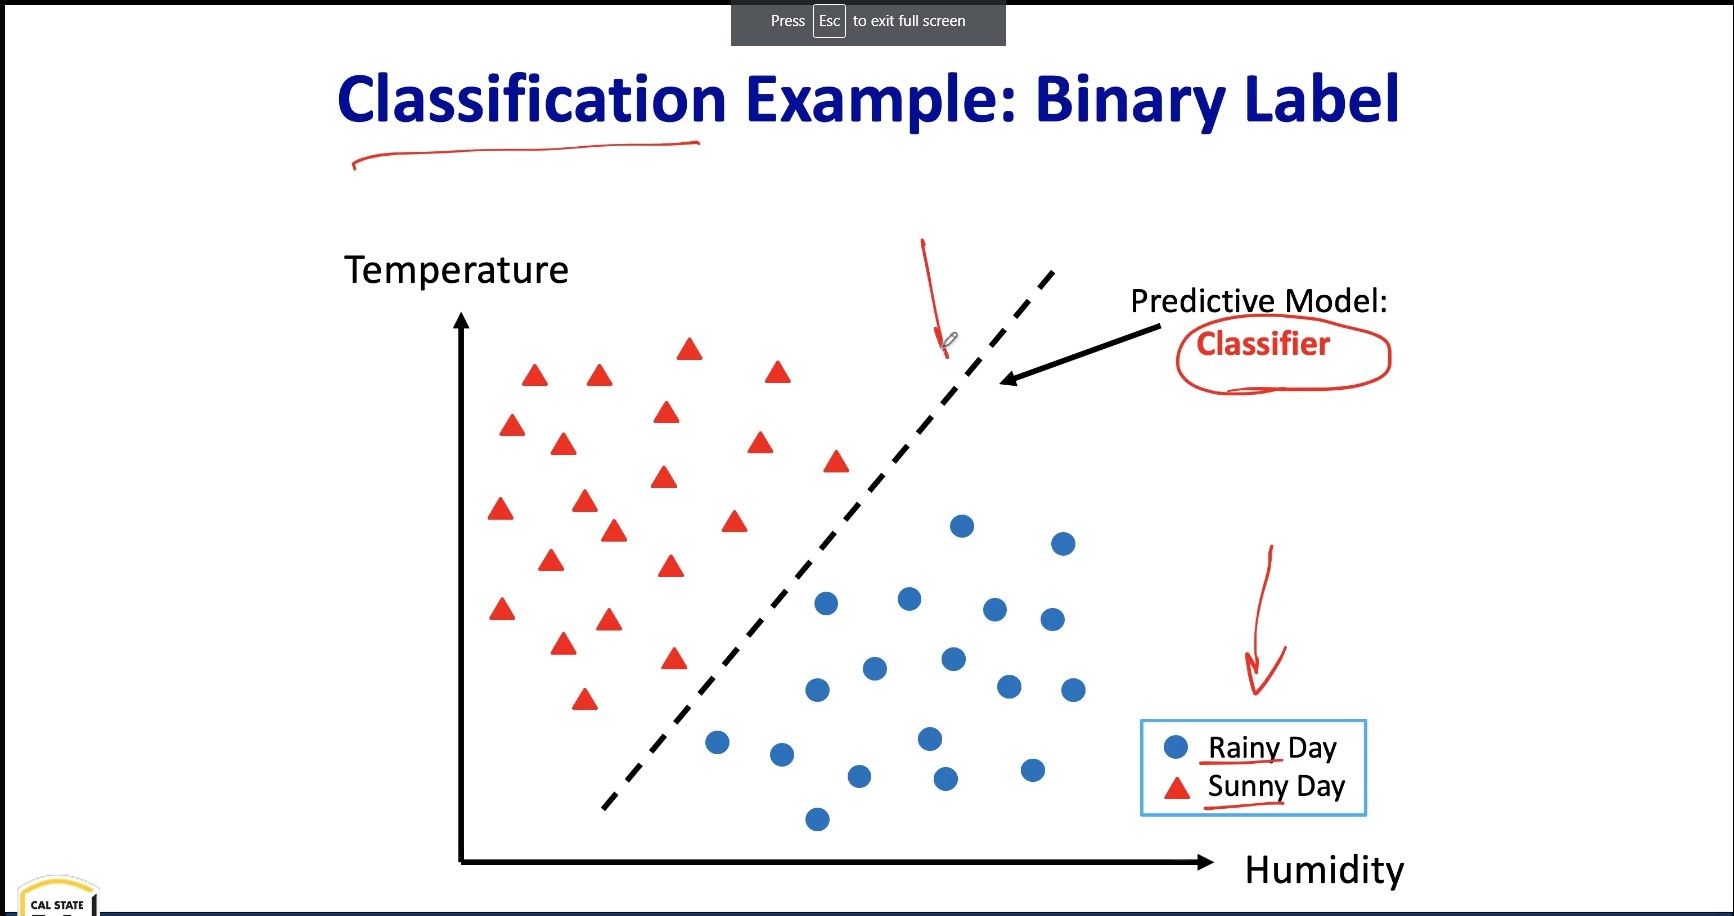 Press Esc to exit full screen
Classification Example: Binary Label
Temperature
Predictive Model:
Classifier
Rainy Day
Sunny Day
Humidity
CAL STATE